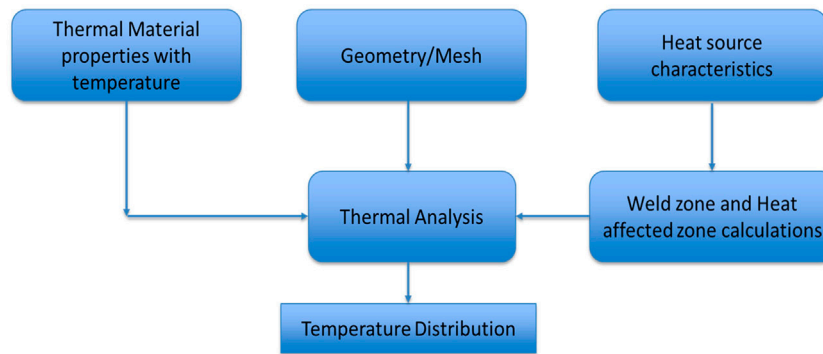 Thermal Material
properties with
temperature
Geometry/Mesh
Heat source
characteristics
Thermal Analysis
Weld zone and Heat
affected zone calculations
Temperature Distribution